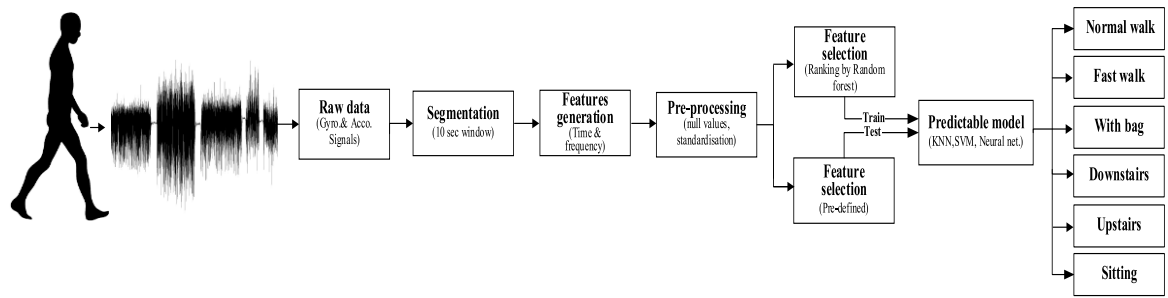 Raw data
(Gyro.& Acco.
Signals)
Segmentation
(10 sec window)
Features
generation
(Time &
frequency)
Pre-processing
(null values,
standardisation)
Feature
selection
(Ranking by Random
forest)
Train
Test
Feature
selection
(Pre-defined)
Predictable model
(KNN,SVM, Neural net.)
Normal walk
Fast walk
With bag
Downstairs
Upstairs
Sitting